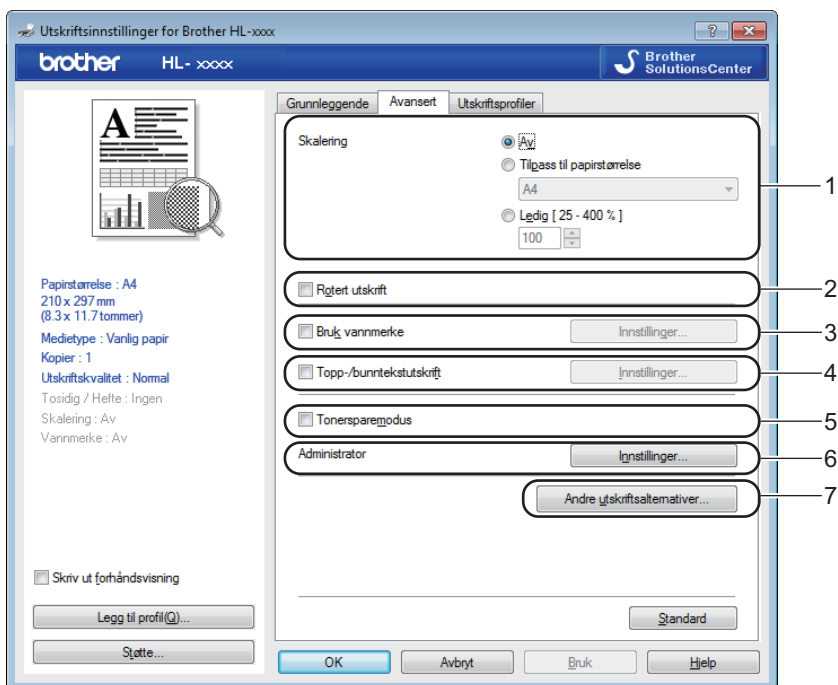 Utskriftsinnstillinger for Brother HL-xxxx
brother HL- xxxx
Brother
SolutionsCenter
Grunnleggende Avansert Utskriftsprofiler
Skalering
Av
Tilpass til papirstørrelse
A4
Ledig [ 25 - 400 % ]
100
1
Rotert utskrift
2
Bruk vannmerke Innstillinger...
3
Topp-/bunntekstutskrift Innstillinger...
4
Tonersparemodus
5
Administrator Innstillinger...
6
Andre utskriftsalternativer...
7
A
Papirstørrelse : A4
210 x 297 mm
(8.3 x 11.7 tommer)
Medietype : Vanlig papir
Kopier : 1
Utskriftskvalitet : Normal
Tosidig / Hefte : Ingen
Skalering : Av
Vannmerke : Av
Skriv ut forhåndsvisning
Legg til profil(Q)...
Støtte...
Standard
OK Avbryt Bruk Hjelp